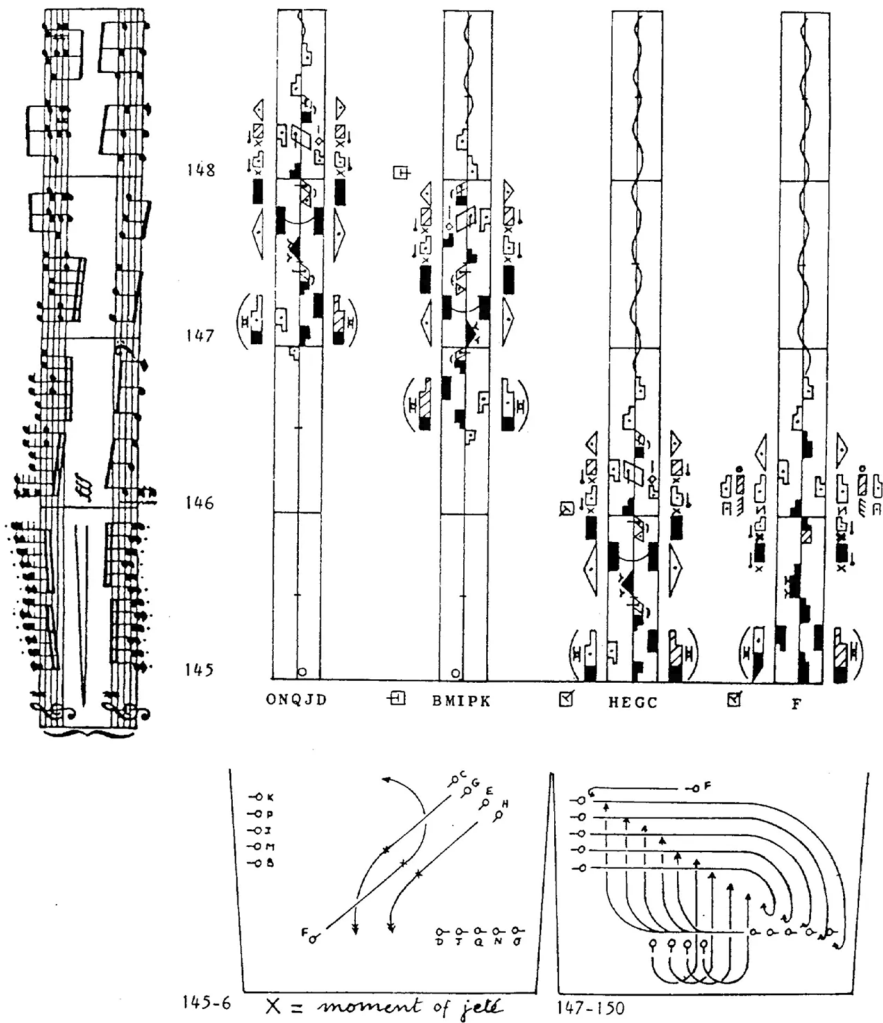 fff
148
147
146
145
ONQJD
BMIPK
HEGC
F
K
P
I
M
B
C
G
E
H
F
D J Q N O
F
145-6 X = moment of jeté
147-150